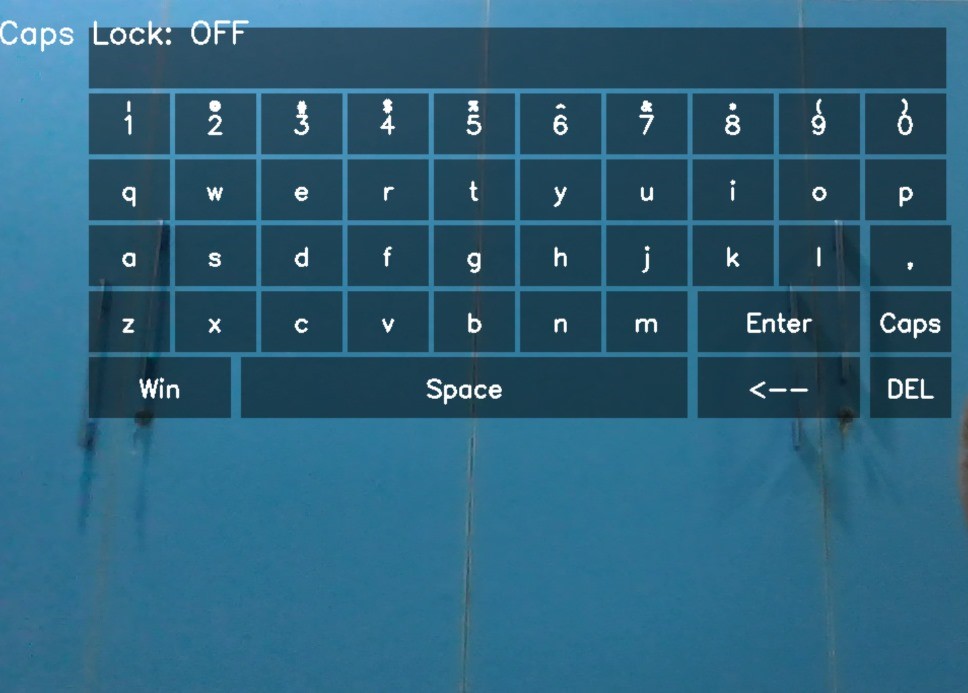 Caps Lock: OFF
! @ # $ % ^ & * ( )
1 2 3 4 5 6 7 8 9 0
q w e r t y u i o p
a s d f g h j k l ,
z x c v b n m Enter Caps
Win Space <-- DEL